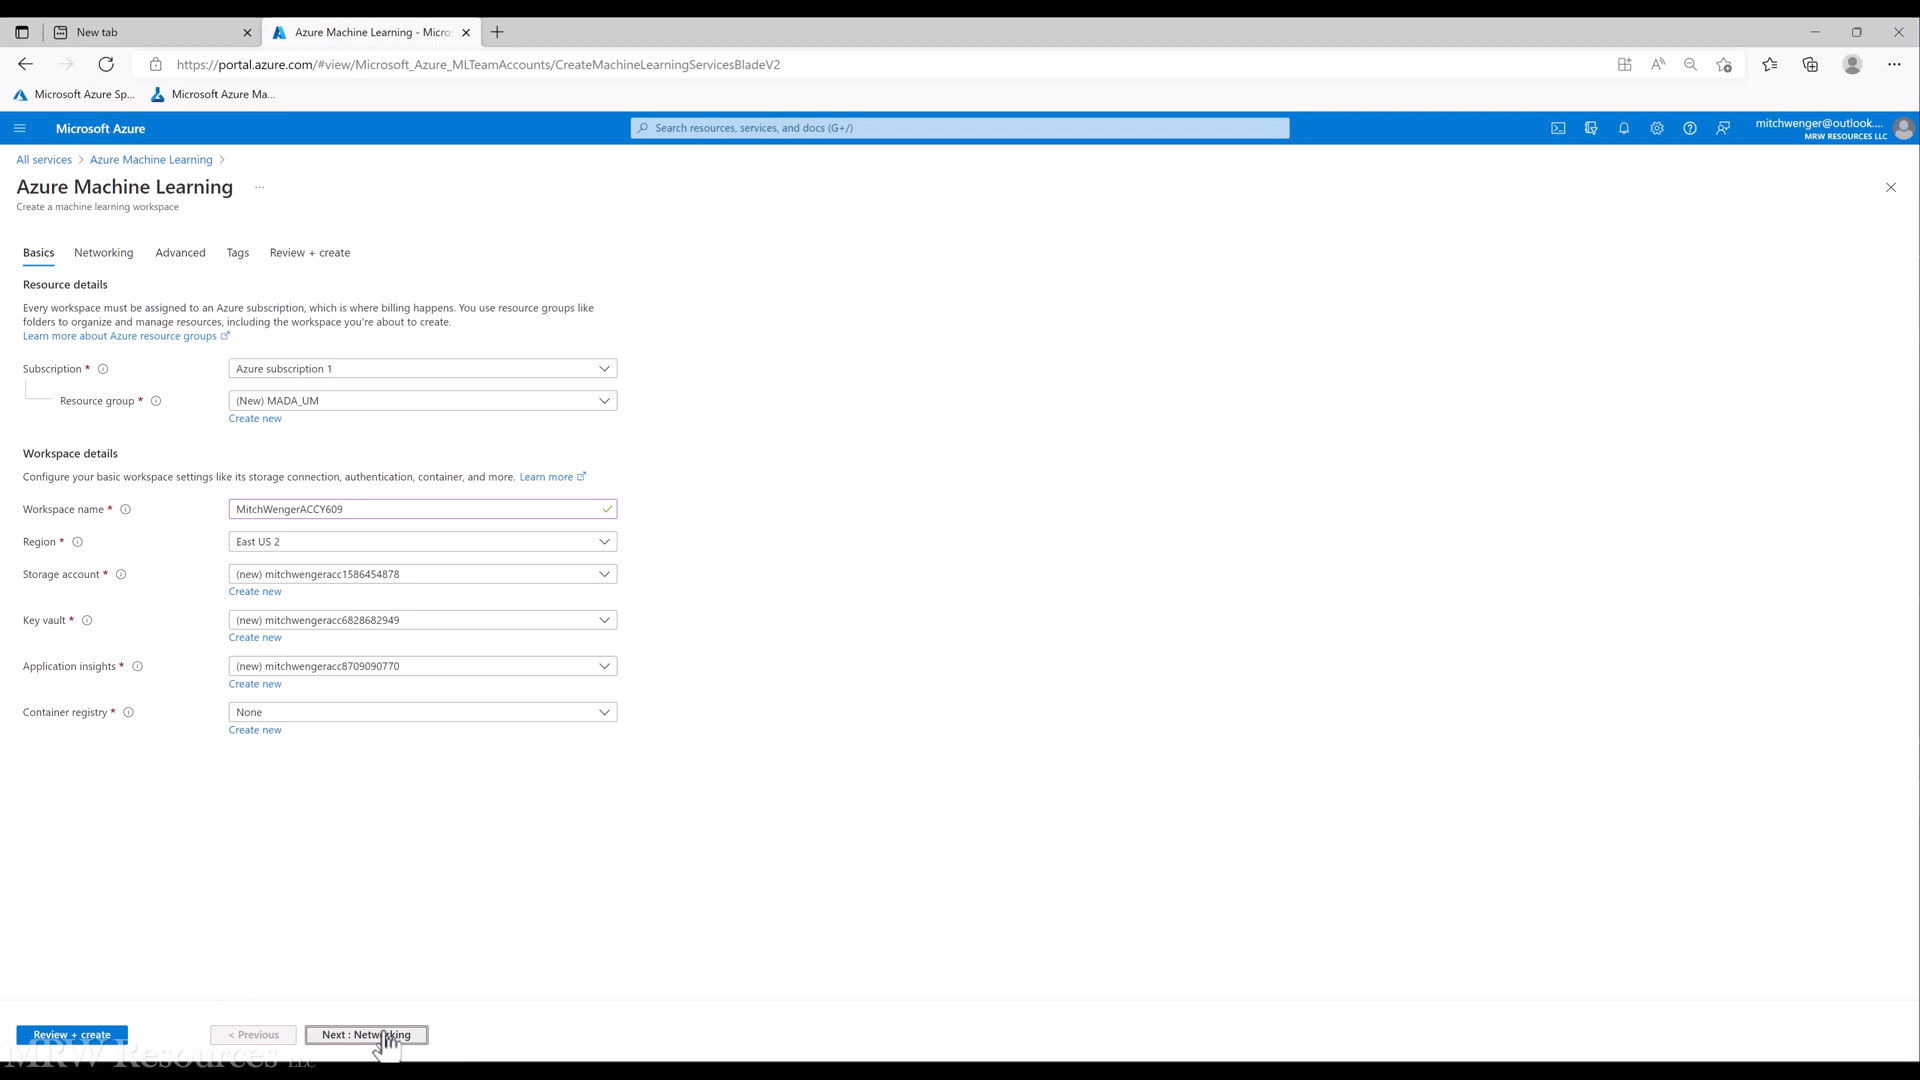 New tab
Azure Machine Learning - Micro
https://portal.azure.com/#view/Microsoft_Azure_MLTeamAccounts/CreateMachineLearningServicesBladeV2
Microsoft Azure Sp...
Microsoft Azure Ma...
Microsoft Azure
Search resources, services, and docs (G+/)
mitchwenger@outlook....
MRW RESOURCES LLC
All services > Azure Machine Learning >
Azure Machine Learning ...
Create a machine learning workspace
Basics Networking Advanced Tags Review + create
Resource details
Every workspace must be assigned to an Azure subscription, which is where billing happens. You use resource groups like
folders to organize and manage resources, including the workspace you're about to create.
Learn more about Azure resource groups
Subscription * Azure subscription 1
Resource group * (New) MADA_UM
Create new
Workspace details
Configure your basic workspace settings like its storage connection, authentication, container, and more. Learn more
Workspace name * MitchWengerACCY609
Region * East US 2
Storage account * (new) mitchwengeracc1586454878
Create new
Key vault * (new) mitchwengeracc6828682949
Create new
Application insights * (new) mitchwengeracc8709090770
Create new
Container registry * None
Create new
Review + create < Previous Next : Networking
MRW Resources LLC